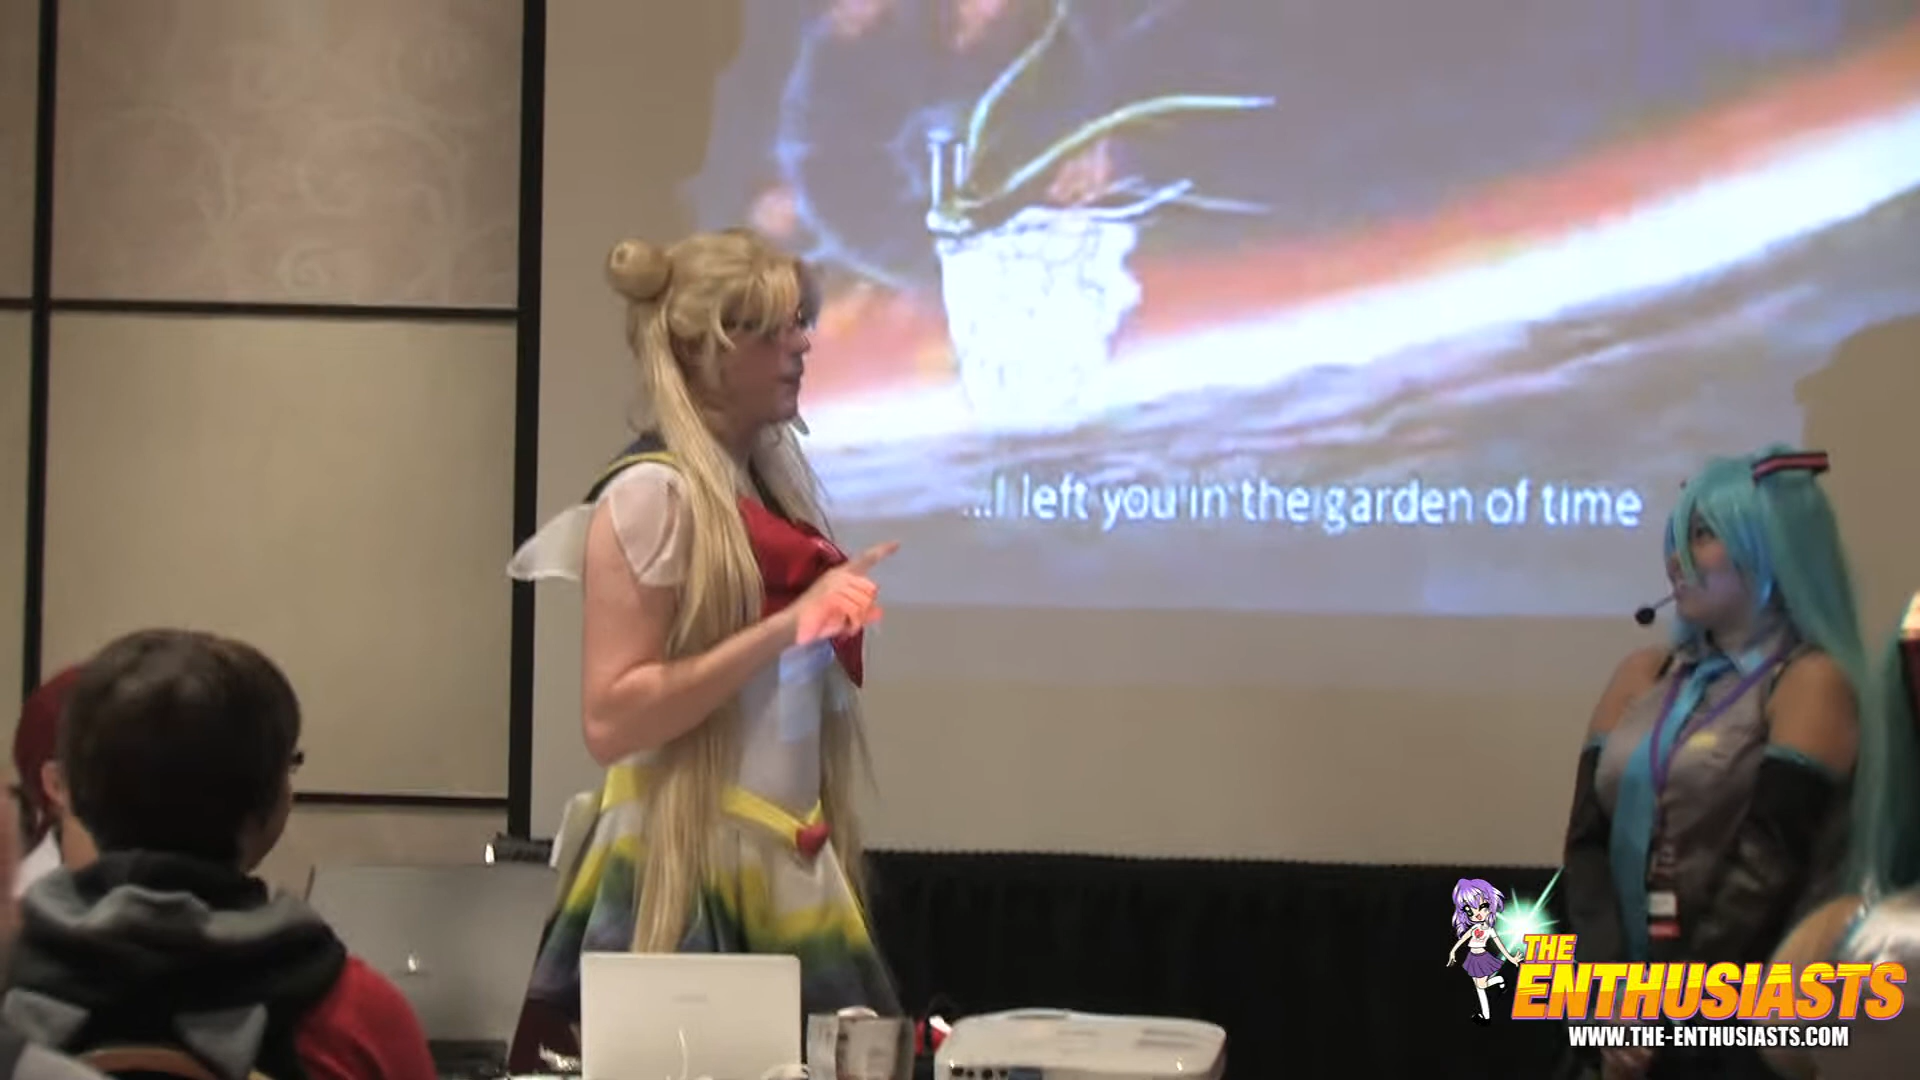 ...I left you in the garden of time
THE
ENTHUSIASTS
WWW.THE-ENTHUSIASTS.COM